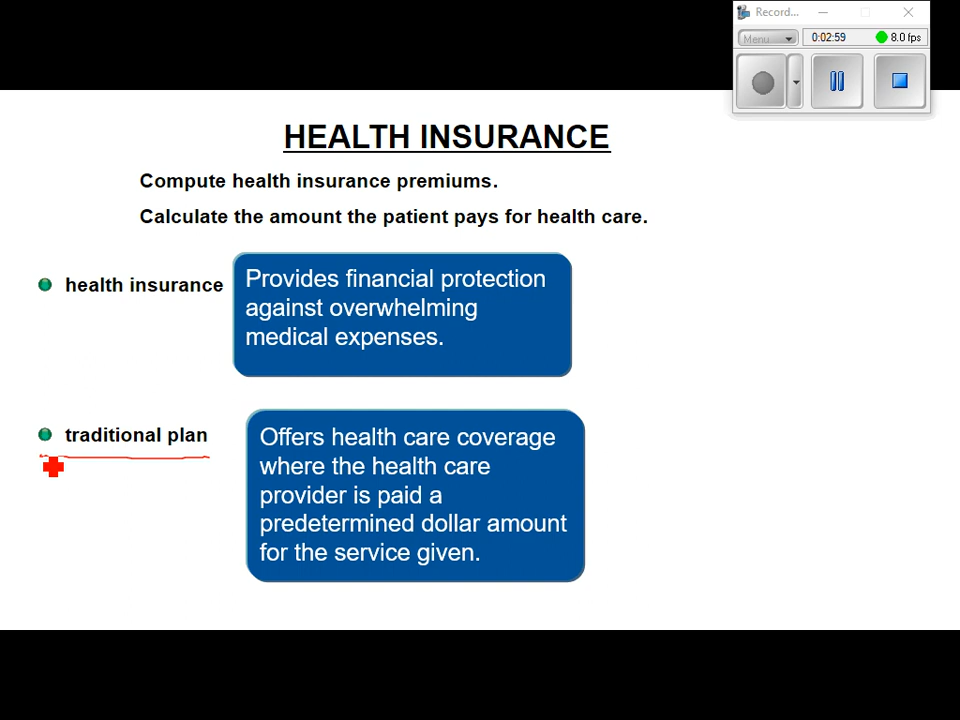 Record...
Menu
0:02:59
8.0 fps
HEALTH INSURANCE
Compute health insurance premiums.
Calculate the amount the patient pays for health care.
health insurance
Provides financial protection
against overwhelming
medical expenses.
traditional plan
Offers health care coverage
where the health care
provider is paid a
predetermined dollar amount
for the service given.